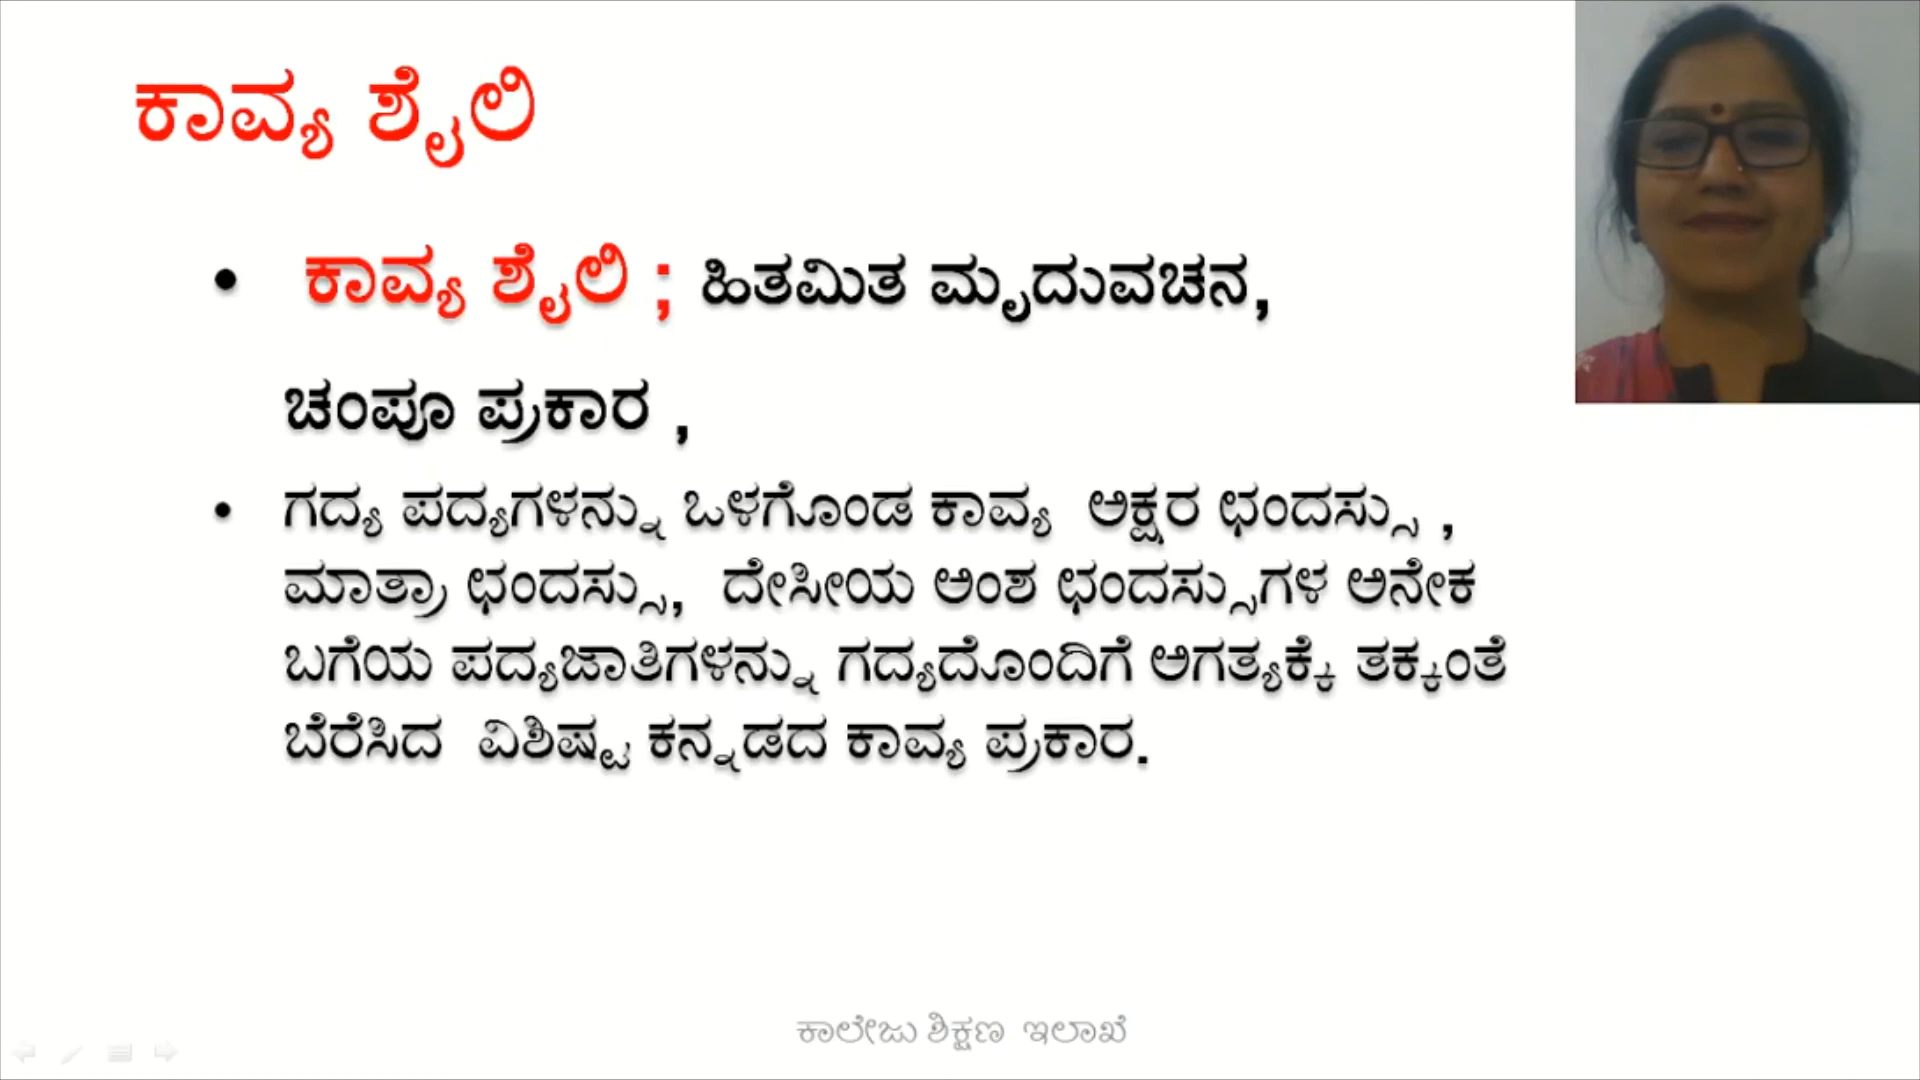 ಕಾವ್ಯ ಶೈಲಿ
• ಕಾವ್ಯ ಶೈಲಿ ; ಹಿತಮಿತ ಮೃದುವಚನ,
ಚಂಪೂ ಪ್ರಕಾರ ,
• ಗದ್ಯ ಪದ್ಯಗಳನ್ನು ಒಳಗೊಂಡ ಕಾವ್ಯ ಅಕ್ಷರ ಛಂದಸ್ಸು ,
ಮಾತ್ರಾ ಛಂದಸ್ಸು, ದೇಸೀಯ ಅಂಶ ಛಂದಸ್ಸುಗಳ ಅನೇಕ
ಬಗೆಯ ಪದ್ಯಜಾತಿಗಳನ್ನು ಗದ್ಯದೊಂದಿಗೆ ಅಗತ್ಯಕ್ಕೆ ತಕ್ಕಂತೆ
ಬೆರೆಸಿದ ವಿಶಿಷ್ಟ ಕನ್ನಡದ ಕಾವ್ಯ ಪ್ರಕಾರ.
ಕಾಲೇಜು ಶಿಕ್ಷಣ ಇಲಾಖೆ